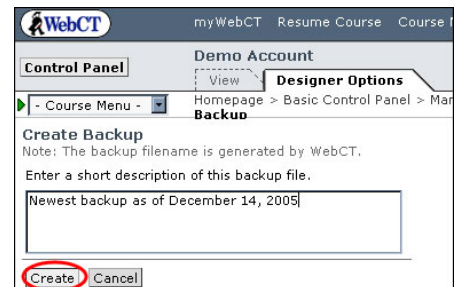 WebCT myWebCT Resume Course Course
Control Panel
Demo Account
View Designer Options
- Course Menu - Homepage > Basic Control Panel >
Backup
Create Backup
Note: The backup filename is generated by WebCT.
Enter a short description of this backup file.
Newest backup as of December 14, 2005
Create Cancel